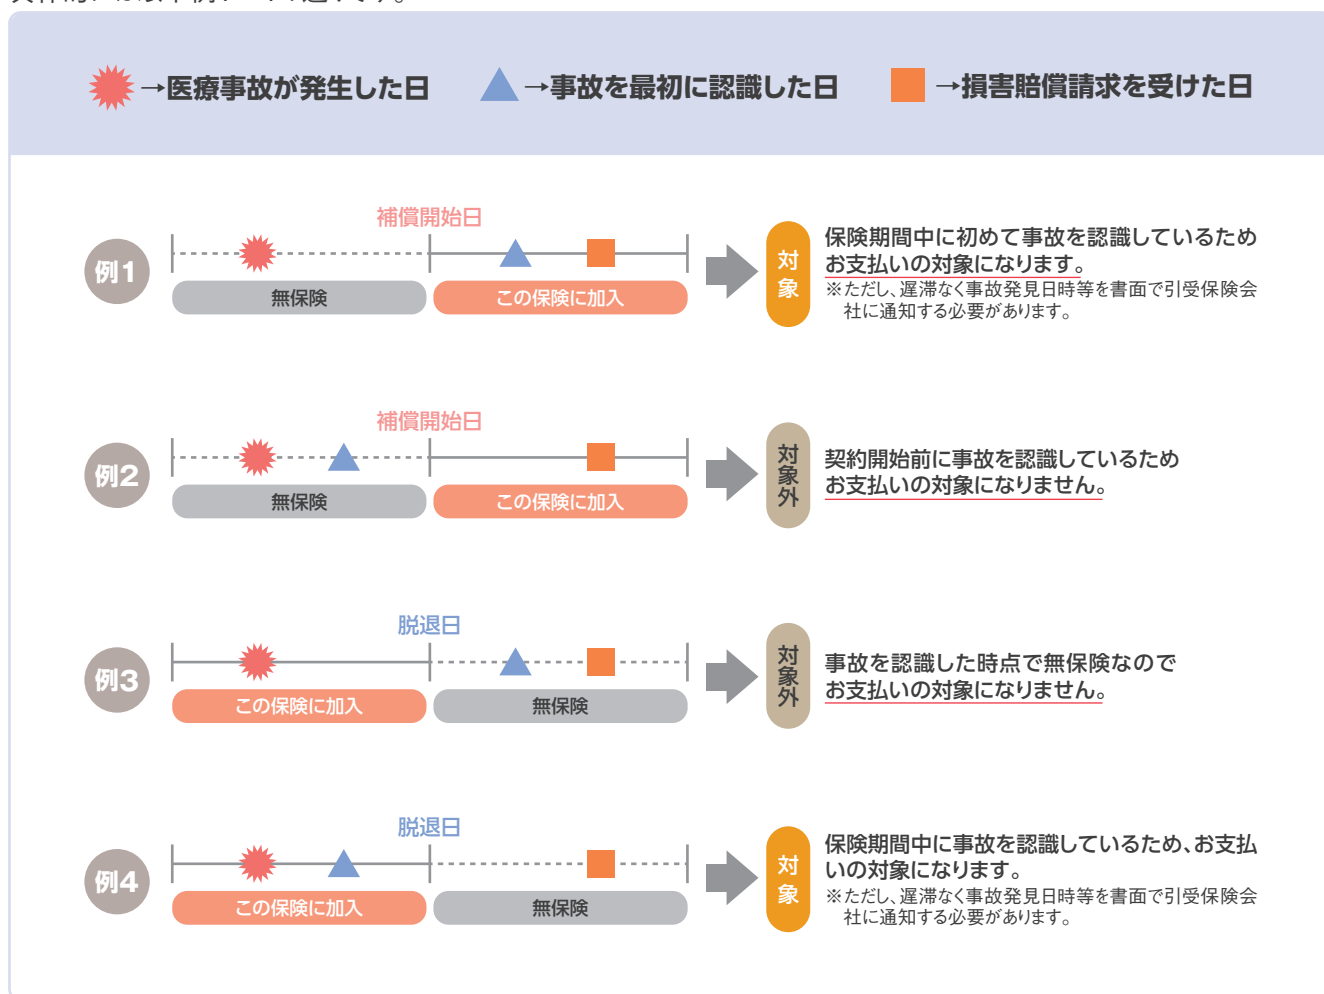 →医療事故が発生した日 →事故を最初に認識した日 →損害賠償請求を受けた日
補償開始日
例1
無保険 この保険に加入
対象
保険期間中に初めて事故を認識しているため
お支払いの対象になります。
※ただし、遅滞なく事故発見日時等を書面で引受保険会
社に通知する必要があります。
補償開始日
例2
無保険 この保険に加入
対象外
契約開始前に事故を認識しているため
お支払いの対象になりません。
脱退日
例3
この保険に加入 無保険
対象外
事故を認識した時点で無保険なので
お支払いの対象になりません。
脱退日
例4
この保険に加入 無保険
対象
保険期間中に事故を認識しているため、お支払
いの対象になります。
※ただし、遅滞なく事故発見日時等を書面で引受保険会
社に通知する必要があります。